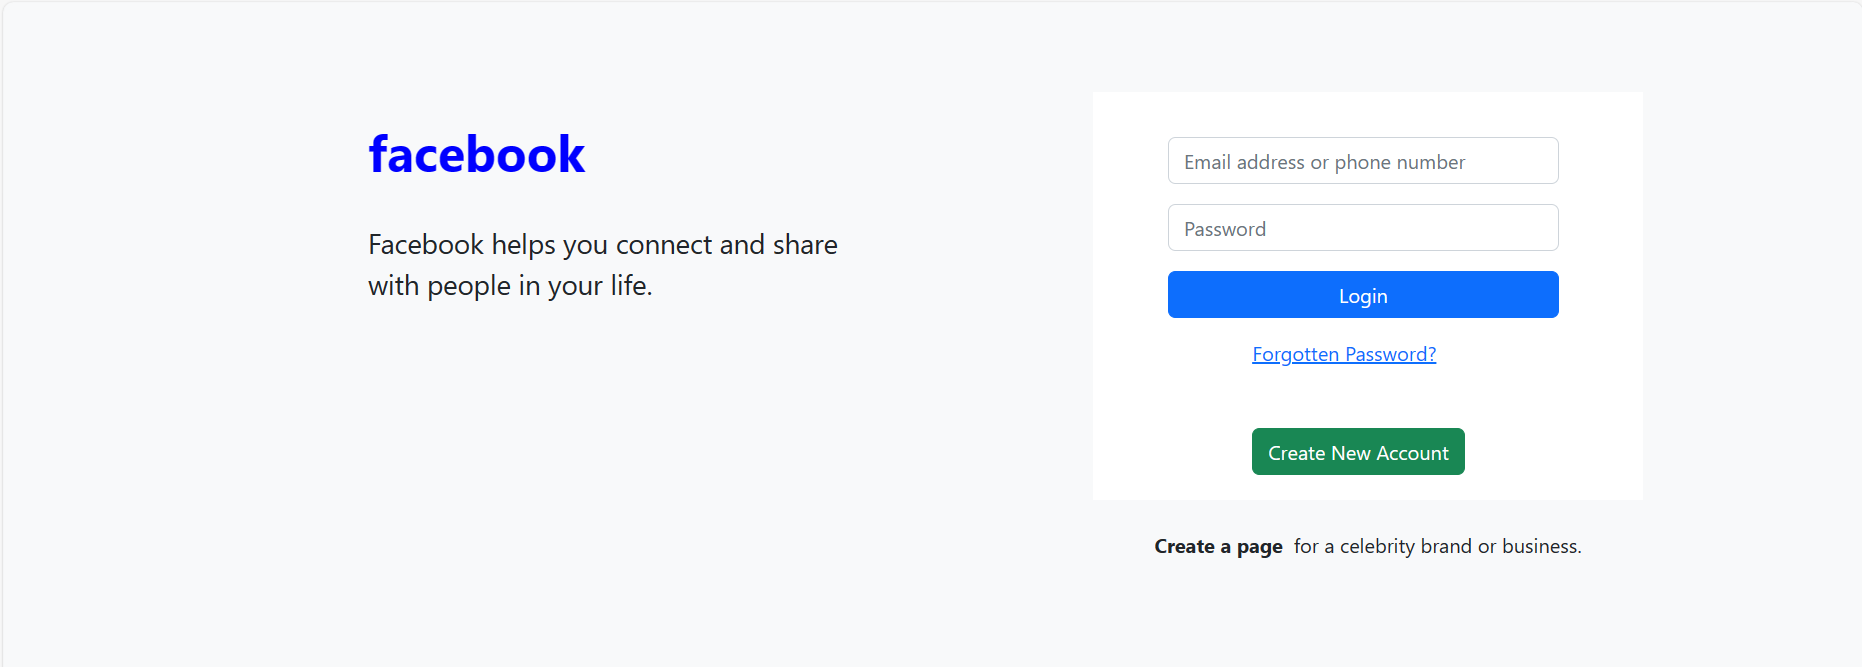 facebook
Facebook helps you connect and share
with people in your life.
Email address or phone number
Password
Login
Forgotten Password?
Create New Account
Create a page for a celebrity brand or business.